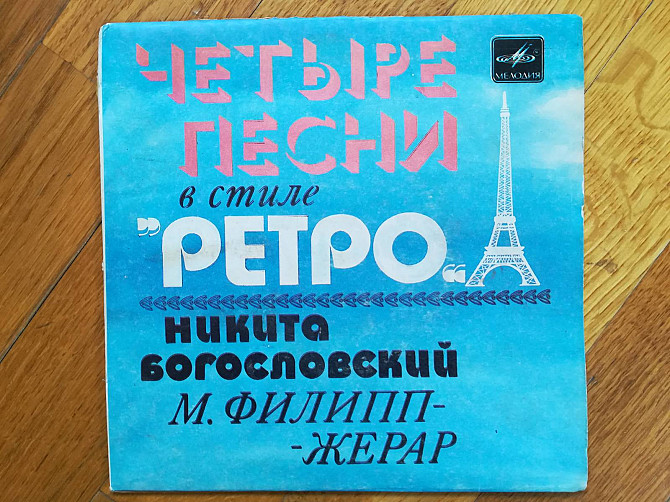 ЧЕТЫРЕ
МЕЛОДИЯ
ПЕСНИ
в стиле
„РЕТРО“
НИКИТА
БОГОСЛОВСКИЙ
М. ФИЛИПП-
-ЖЕРАР